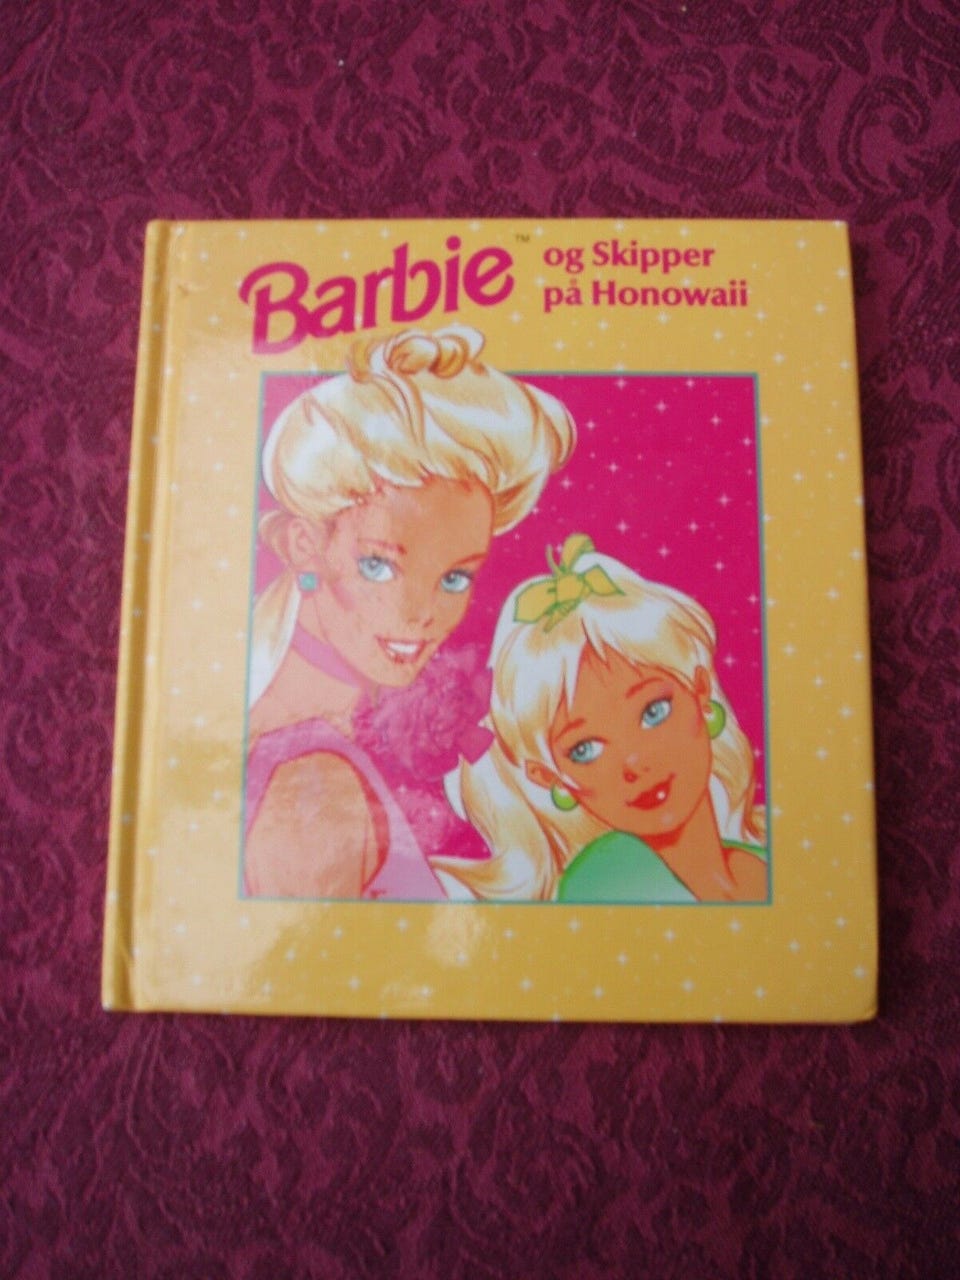 Barbie™
og Skipper
på Honowaii